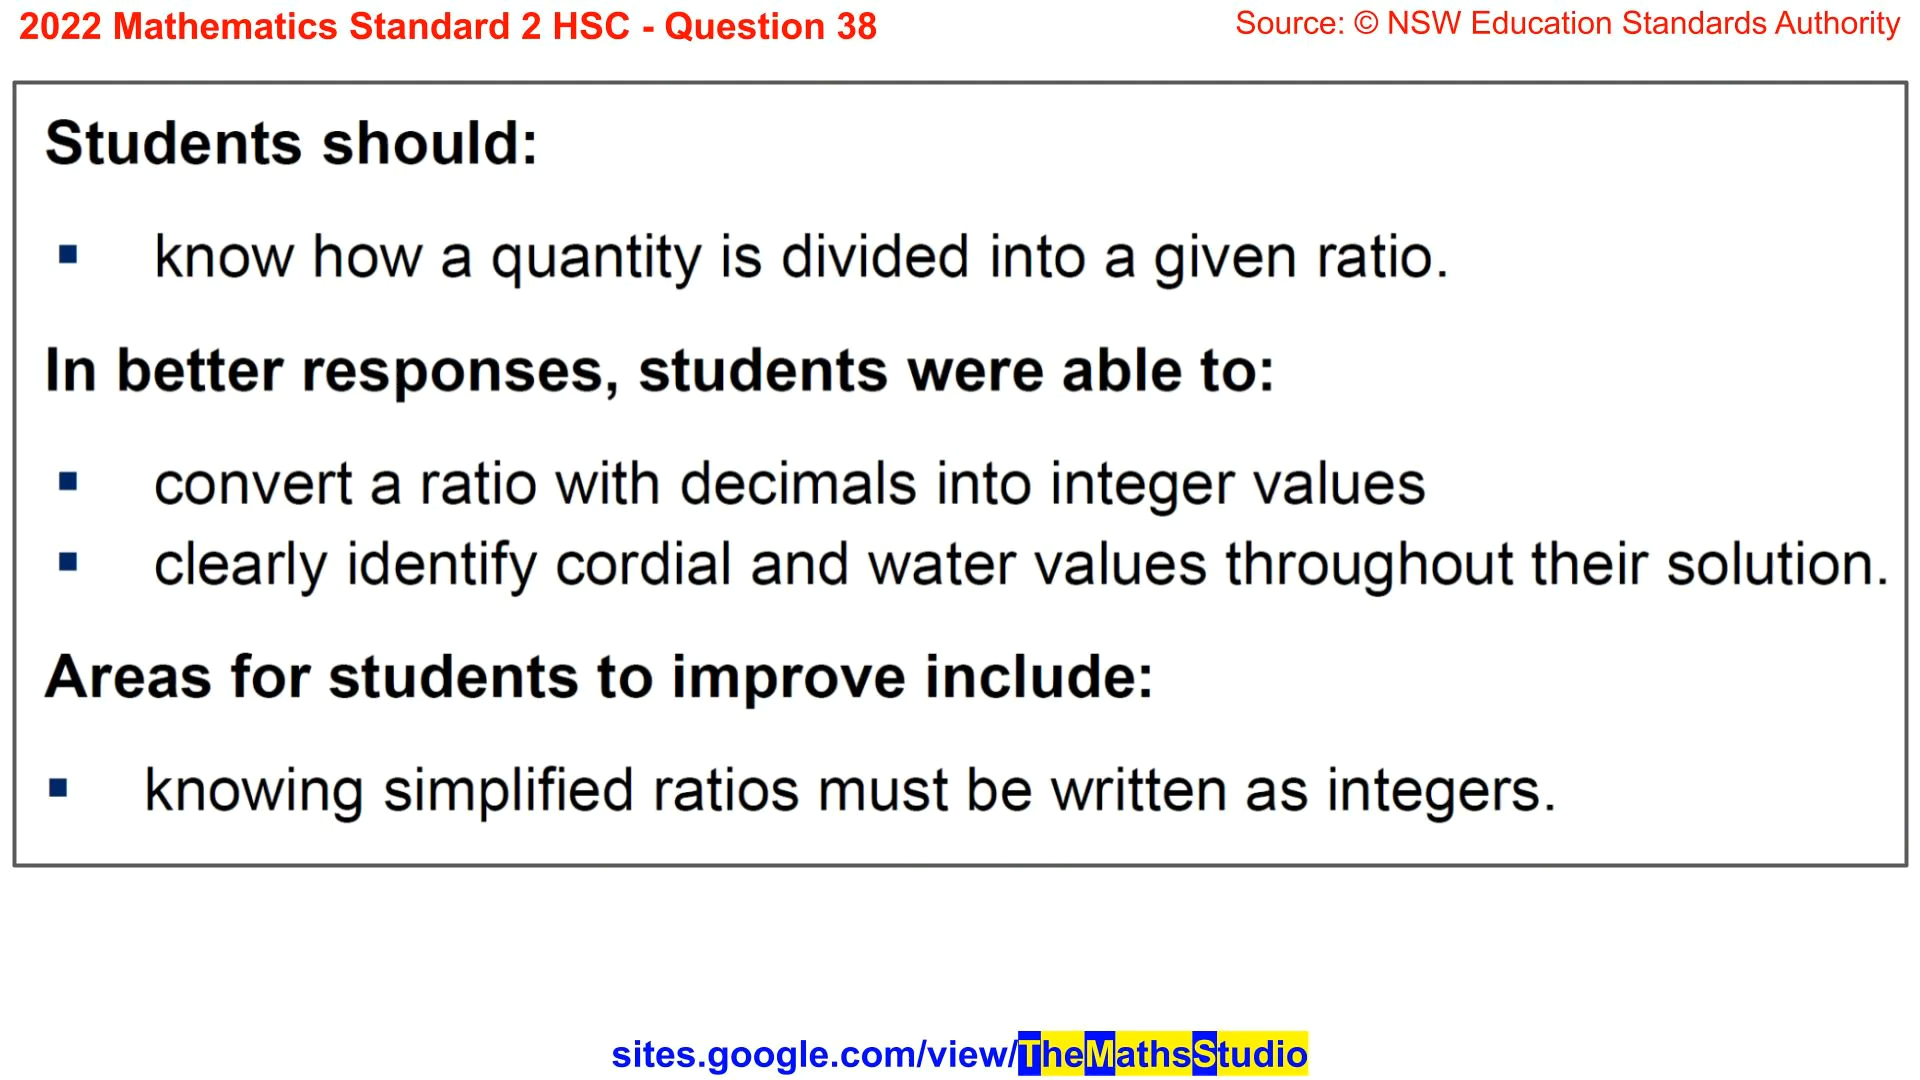 2022 Mathematics Standard 2 HSC - Question 38
Source: © NSW Education Standards Authority
Students should:
▪ know how a quantity is divided into a given ratio.
In better responses, students were able to:
▪ convert a ratio with decimals into integer values
▪ clearly identify cordial and water values throughout their solution.
Areas for students to improve include:
▪ knowing simplified ratios must be written as integers.
sites.google.com/view/TheMathsStudio